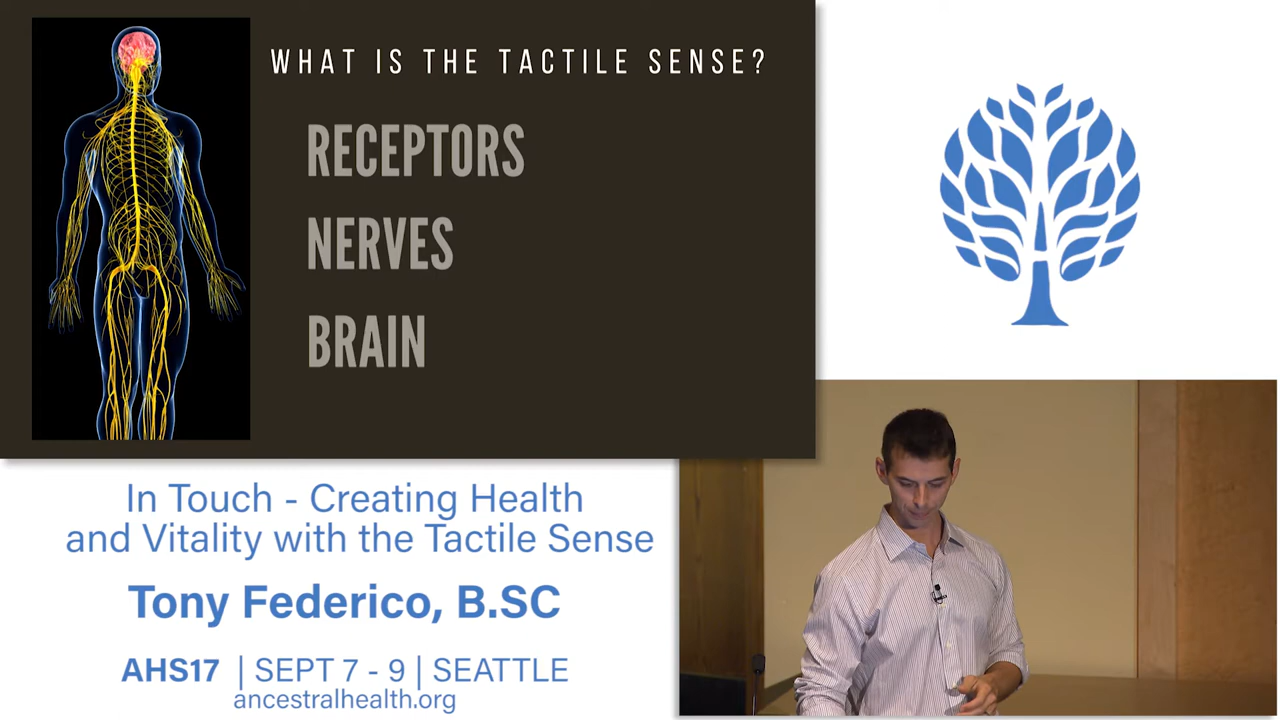 WHAT IS THE TACTILE SENSE?
RECEPTORS
NERVES
BRAIN
In Touch - Creating Health
and Vitality with the Tactile Sense
Tony Federico, B.SC
AHS17 | SEPT 7 - 9 | SEATTLE
ancestralhealth.org